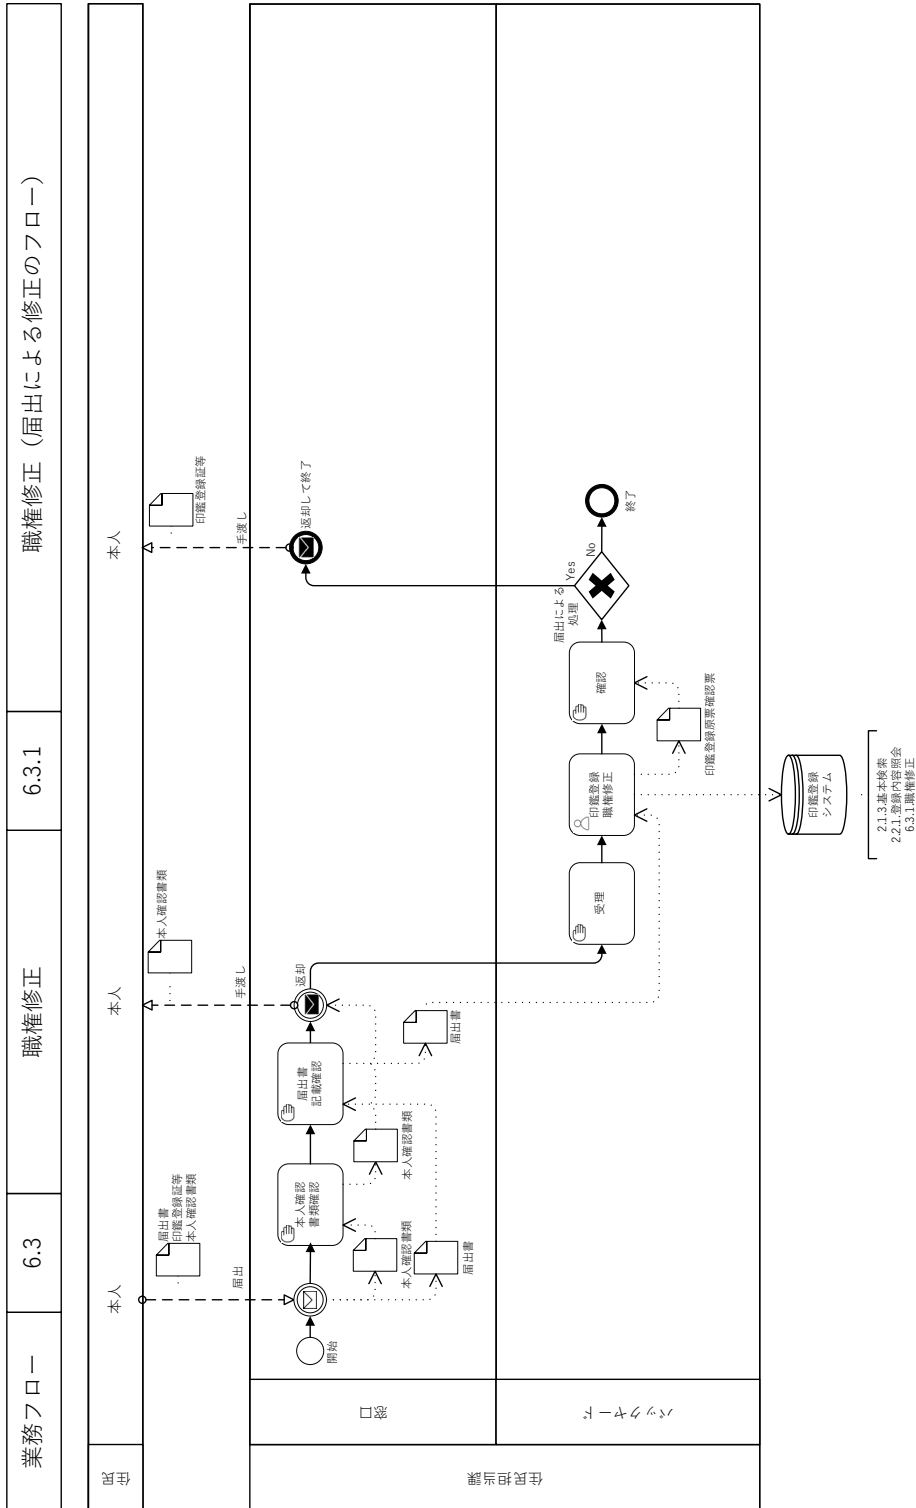 業務フロー
6.3
職権修正
6.3.1
職権修正（届出による修正のフロー）
住民
本人
本人
本人
届出書
印鑑登録証等
本人確認書類
本人確認書類
印鑑登録証等
届出
手渡し
手渡し
住民担当課
窓口
開始
本人確認
書類確認
届出書
記載確認
返却
返却して終了
本人確認書類
届出書
本人確認書類
届出書
バックヤード
受理
印鑑登録
職権修正
確認
届出による
処理
Yes
No
終了
印鑑登録原票確認票
印鑑登録
システム
2.1.3.基本検索
2.2.1.登録内容照会
6.3.1.職権修正